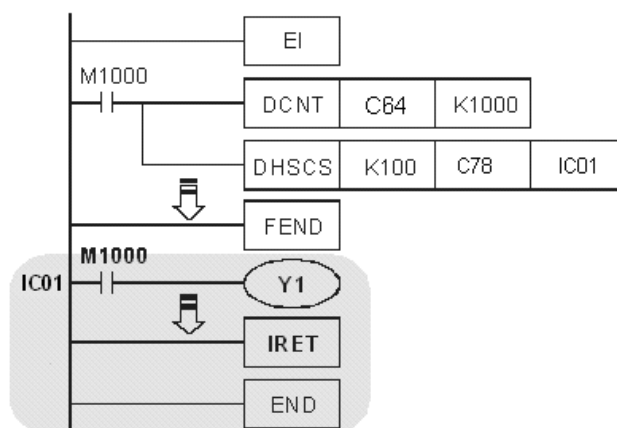 EI
M1000
DCNT C64 K1000
DHSCS K100 C78 IC01
FEND
M1000
IC01 Y1
IRET
END